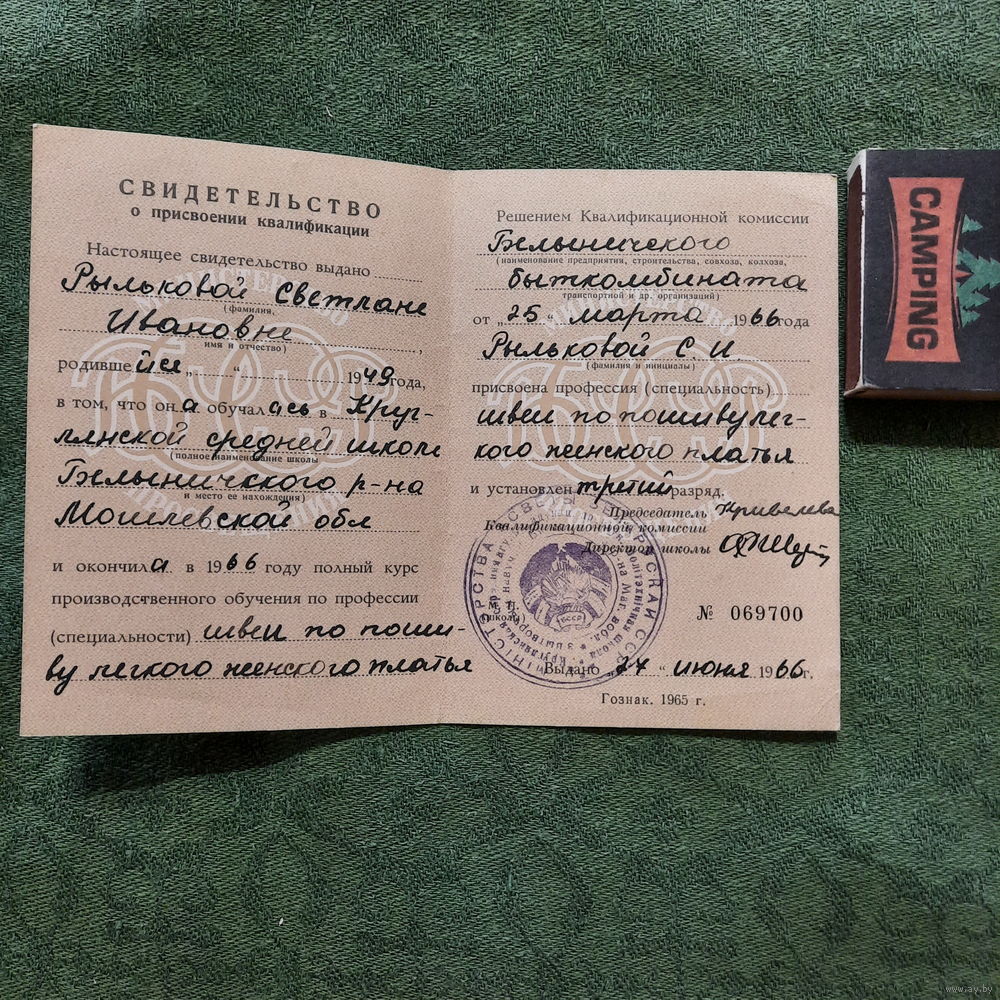 СВИДЕТЕЛЬСТВО
о присвоении квалификации
Настоящее свидетельство выдано
Рыльковой Светлане
(фамилия,
Ивановне
имя и отчество)
родившейся „ “ 1949 года,
в том, что она обучалась в Круг-
лянской средней школе
(полное наименование школы
Белыничского р-на
и место ее нахождения)
Могилевской обл
и окончила в 1966 году полный курс
производственного обучения по профессии
(специальности) швеи по поши-
ву легкого женского платья
Решением Квалификационной комиссии
Белыничского
(наименование предприятия, строительства, совхоза, колхоза,
быткомбината
транспортной и др. организаций)
от „25“ марта 1966 года
Рыльковой С. И.
(фамилия и инициалы)
присвоена профессия (специальность)
швеи по пошиву лег-
кого женского платья
и установлен третий разряд.
Председатель
Квалификационной комиссии
Директор школы
М. П.
(школы)
№ 069700
Выдано „24“ июня 1966 г.
Гознак. 1965 г.
БССР
CAMPING
www.ay.by